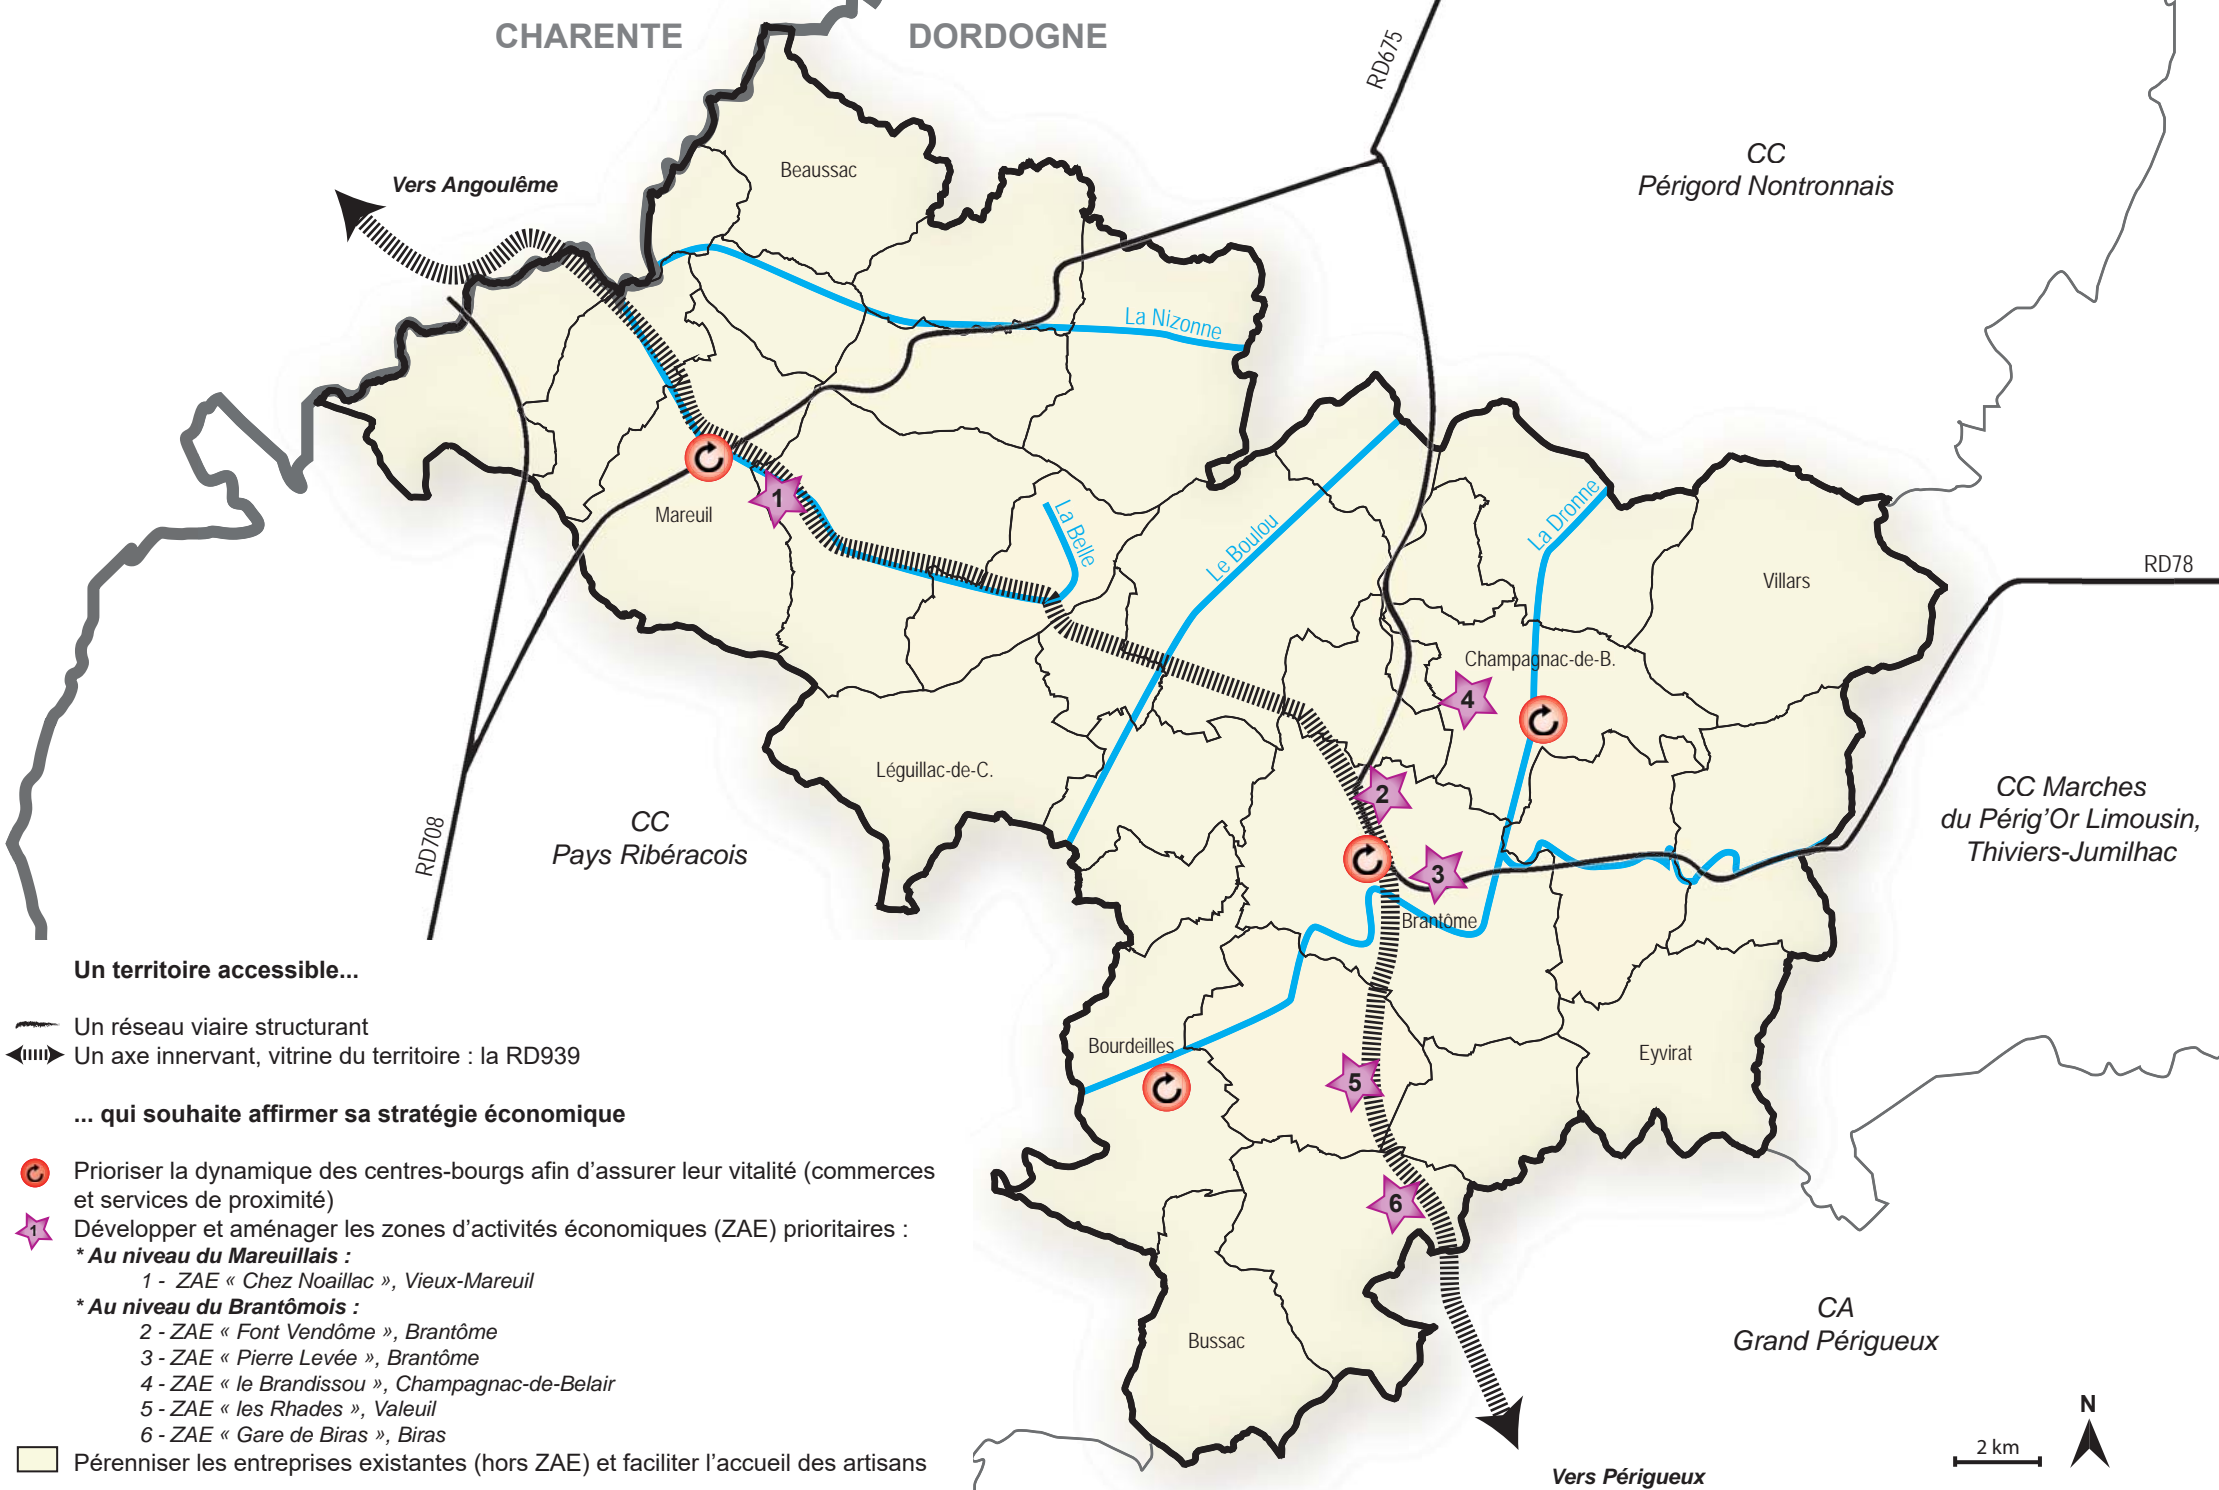 CHARENTE
DORDOGNE
RD675
CC
Périgord Nontronnais
Vers Angoulême
Beaussac
La Nizonne
Mareuil
1
La Belle
Le Boulou
La Dronne
Villars
RD78
Champagnac-de-B.
4
Léguillac-de-C.
2
CC Marches
du Périg'Or Limousin,
Thiviers-Jumilhac
CC
Pays Ribéracois
RD708
3
Brantôme
Bourdeilles
5
Eyvirat
6
Bussac
CA
Grand Périgueux
Vers Périgueux
2 km
N
Un territoire accessible...
Un réseau viaire structurant
Un axe innervant, vitrine du territoire : la RD939
... qui souhaite affirmer sa stratégie économique
Prioriser la dynamique des centres-bourgs afin d'assurer leur vitalité (commerces
et services de proximité)
1 Développer et aménager les zones d'activités économiques (ZAE) prioritaires :
* Au niveau du Mareuillais :
1 - ZAE « Chez Noaillac », Vieux-Mareuil
* Au niveau du Brantômois :
2 - ZAE « Font Vendôme », Brantôme
3 - ZAE « Pierre Levée », Brantôme
4 - ZAE « le Brandissou », Champagnac-de-Belair
5 - ZAE « les Rhades », Valeuil
6 - ZAE « Gare de Biras », Biras
Pérenniser les entreprises existantes (hors ZAE) et faciliter l'accueil des artisans